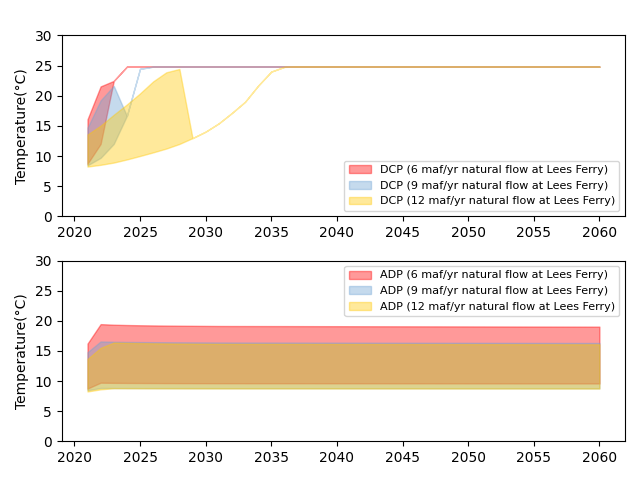 30
25
20
15
10
5
0
Temperature(°C)
DCP (6 maf/yr natural flow at Lees Ferry)
DCP (9 maf/yr natural flow at Lees Ferry)
DCP (12 maf/yr natural flow at Lees Ferry)
2020 2025 2030 2035 2040 2045 2050 2055 2060
30
25
20
15
10
5
0
Temperature(°C)
ADP (6 maf/yr natural flow at Lees Ferry)
ADP (9 maf/yr natural flow at Lees Ferry)
ADP (12 maf/yr natural flow at Lees Ferry)
2020 2025 2030 2035 2040 2045 2050 2055 2060